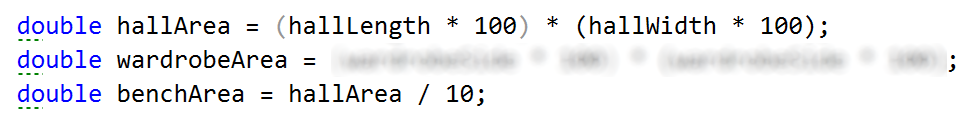 double hallArea = (hallLength * 100) * (hallWidth * 100);
double wardrobeArea = ;
double benchArea = hallArea / 10;